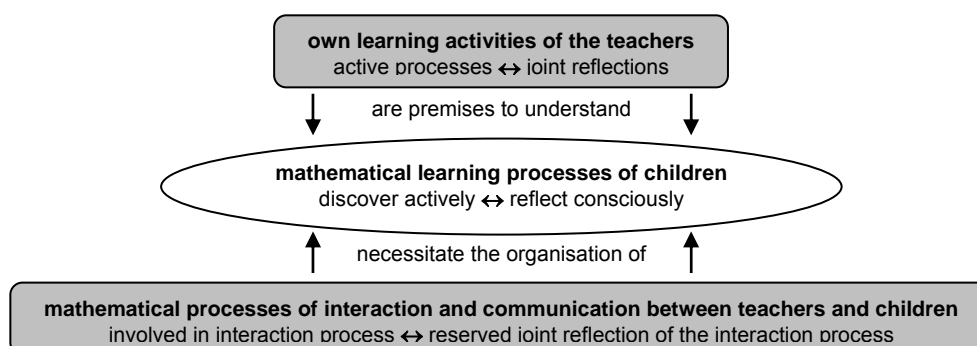 own learning activities of the teachers
active processes ↔ joint reflections
are premises to understand
mathematical learning processes of children
discover actively ↔ reflect consciously
necessitate the organisation of
mathematical processes of interaction and communication between teachers and children
involved in interaction process ↔ reserved joint reflection of the interaction process